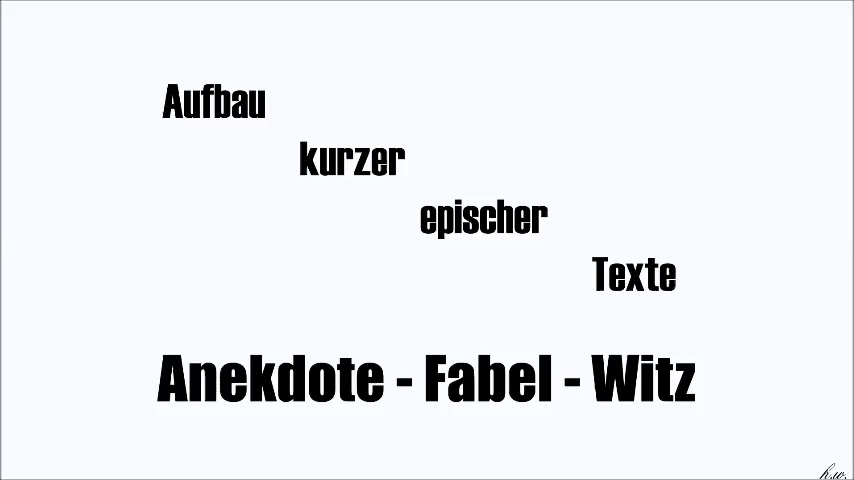 Aufbau
kurzer
epischer
Texte
Anekdote - Fabel - Witz
h.w.